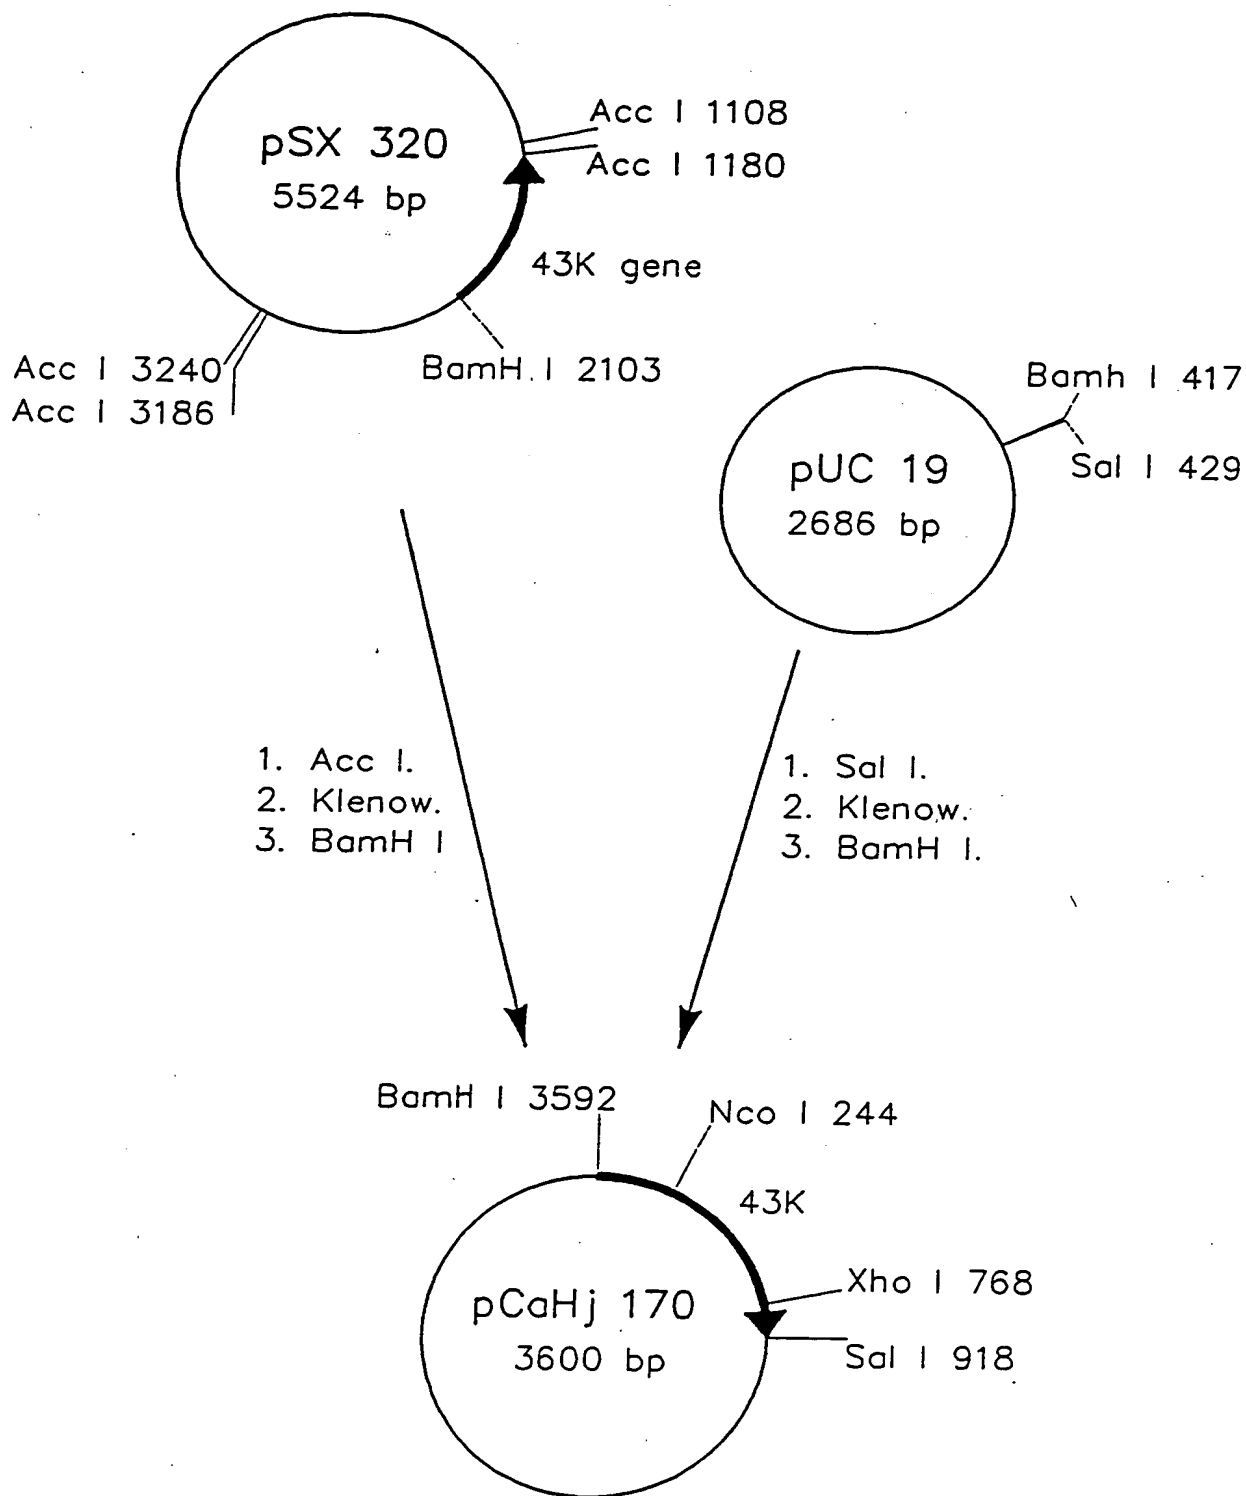 pSX 320
5524 bp
Acc I 1108
Acc I 1180
43K gene
Acc I 3240
Acc I 3186
BamH. I 2103
pUC 19
2686 bp
Bamh I 417
Sal I 429
1. Acc I.
2. Klenow.
3. BamH I
1. Sal I.
2. Klenow.
3. BamH I.
BamH I 3592
Nco I 244
43K
pCaHj 170
3600 bp
Xho I 768
Sal I 918